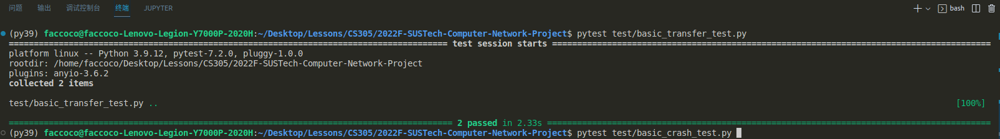 问题 输出 调试控制台 终端 JUPYTER bash
(py39) faccoco@faccoco-Lenovo-Legion-Y7000P-2020H:~/Desktop/Lessons/CS305/2022F-SUSTech-Computer-Network-Project$ pytest test/basic_transfer_test.py
======================================================================================== test session starts ========================================================================================
platform linux -- Python 3.9.12, pytest-7.2.0, pluggy-1.0.0
rootdir: /home/faccoco/Desktop/Lessons/CS305/2022F-SUSTech-Computer-Network-Project
plugins: anyio-3.6.2
collected 2 items
test/basic_transfer_test.py .. [100%]
========================================================================================= 2 passed in 2.33s =========================================================================================
(py39) faccoco@faccoco-Lenovo-Legion-Y7000P-2020H:~/Desktop/Lessons/CS305/2022F-SUSTech-Computer-Network-Project$ pytest test/basic_crash_test.py